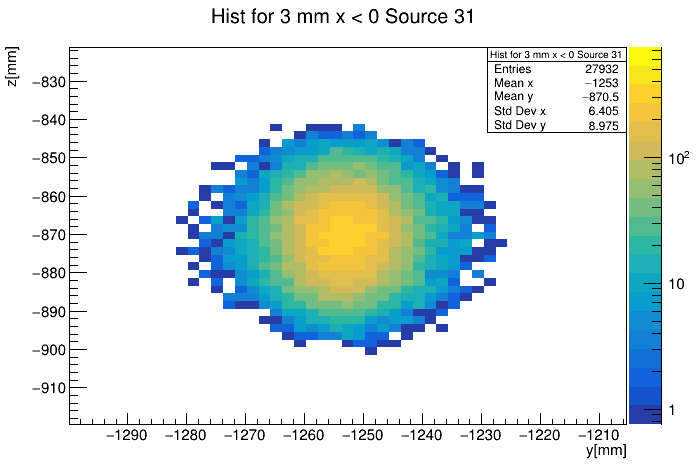 Hist for 3 mm x < 0 Source 31
z[mm]
Hist for 3 mm x < 0 Source 31
Entries 27932
Mean x −1253
Mean y −870.5
Std Dev x 6.405
Std Dev y 8.975
−830
−840
−850
−860
−870
−880
−890
−900
−910
10²
10
1
−1290 −1280 −1270 −1260 −1250 −1240 −1230 −1220 −1210
y[mm]